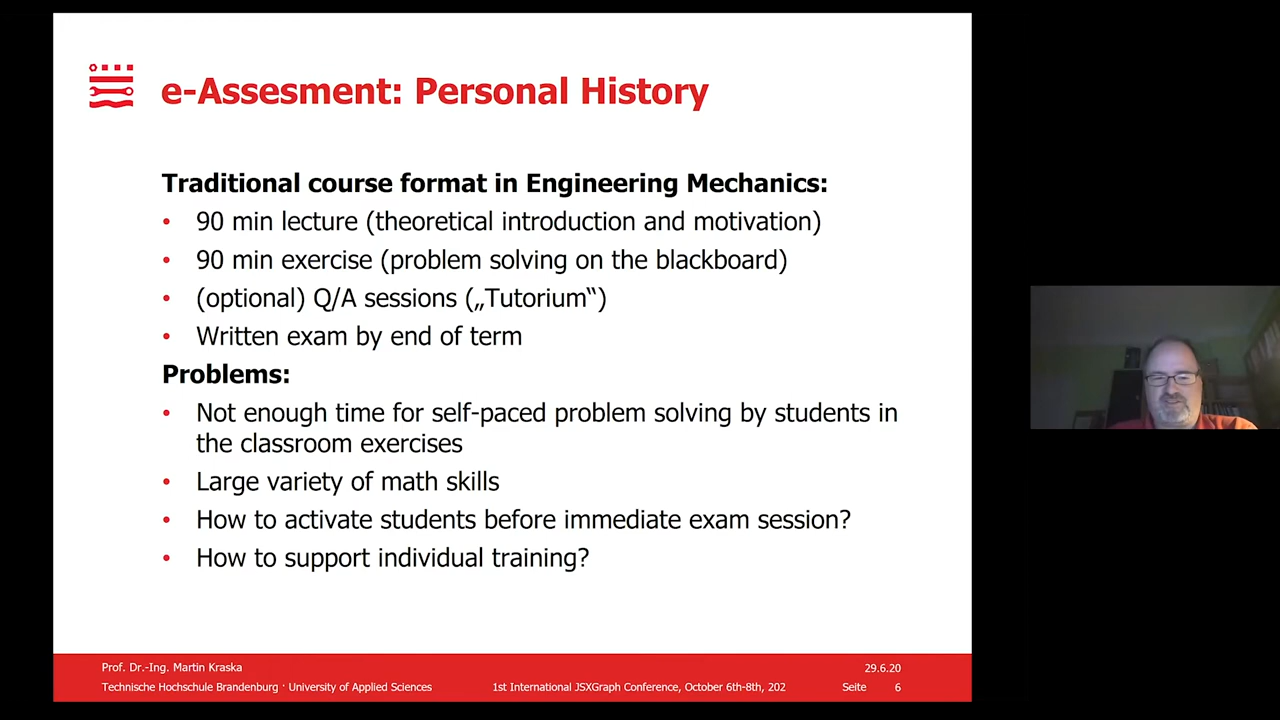 e-Assesment: Personal History
Traditional course format in Engineering Mechanics:
• 90 min lecture (theoretical introduction and motivation)
• 90 min exercise (problem solving on the blackboard)
• (optional) Q/A sessions („Tutorium“)
• Written exam by end of term
Problems:
• Not enough time for self-paced problem solving by students in
the classroom exercises
• Large variety of math skills
• How to activate students before immediate exam session?
• How to support individual training?
Prof. Dr.-Ing. Martin Kraska 29.6.20
Technische Hochschule Brandenburg · University of Applied Sciences 1st International JSXGraph Conference, October 6th-8th, 202 Seite 6